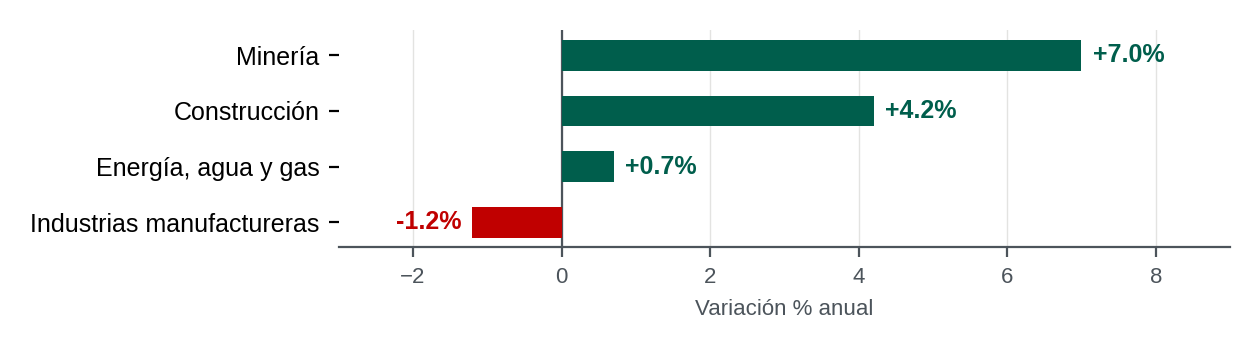 Minería
+7.0%
Construcción
+4.2%
Energía, agua y gas
+0.7%
Industrias manufactureras
-1.2%
−2 0 2 4 6 8
Variación % anual